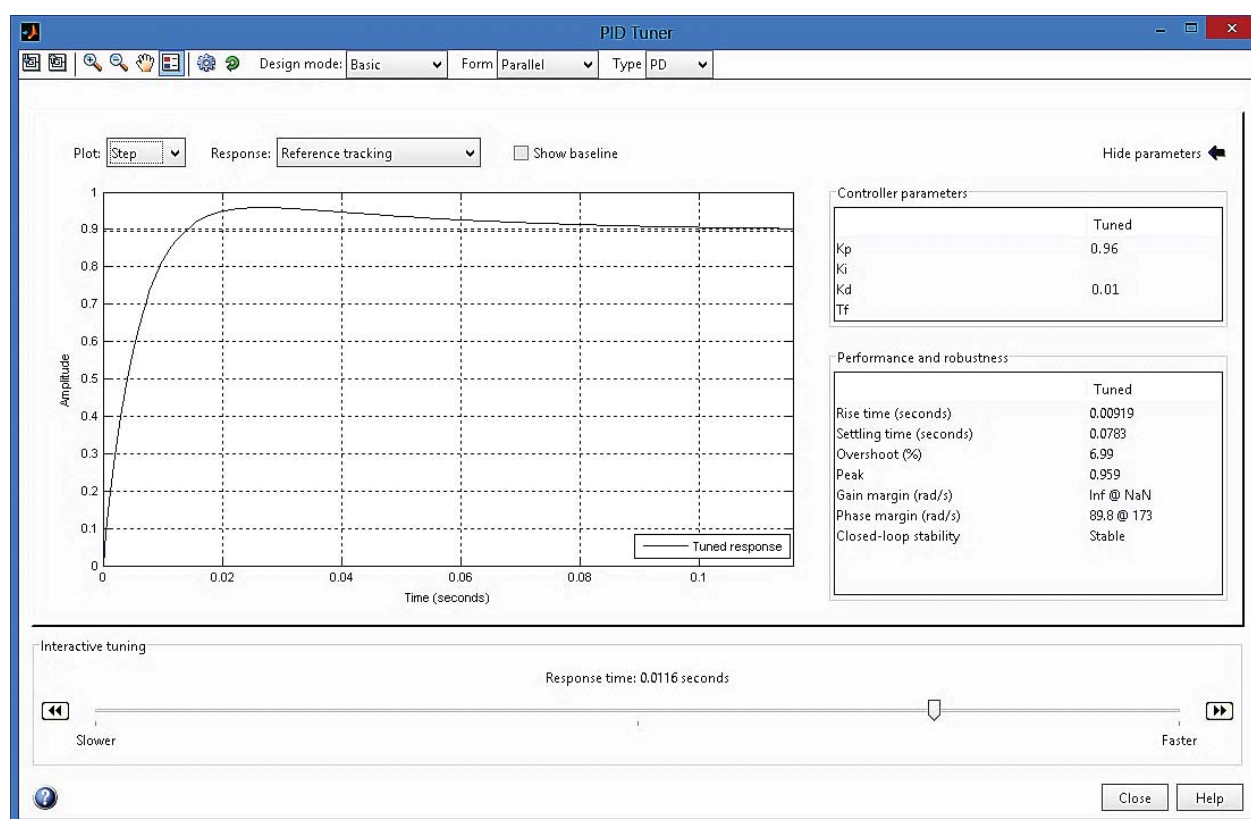 PID Tuner
Design mode: Basic Form Parallel Type PD
Plot: Step Response: Reference tracking Show baseline Hide parameters
1
0.9
0.8
0.7
0.6
0.5
0.4
0.3
0.2
0.1
0
Amplitude
0 0.02 0.04 0.06 0.08 0.1
Time (seconds)
Tuned response
Controller parameters
Tuned
Kp 0.96
Ki
Kd 0.01
Tf
Performance and robustness
Tuned
Rise time (seconds) 0.00919
Settling time (seconds) 0.0783
Overshoot (%) 6.99
Peak 0.959
Gain margin (rad/s) Inf @ NaN
Phase margin (rad/s) 89.8 @ 173
Closed-loop stability Stable
Interactive tuning
Response time: 0.0116 seconds
Slower Faster
Close Help